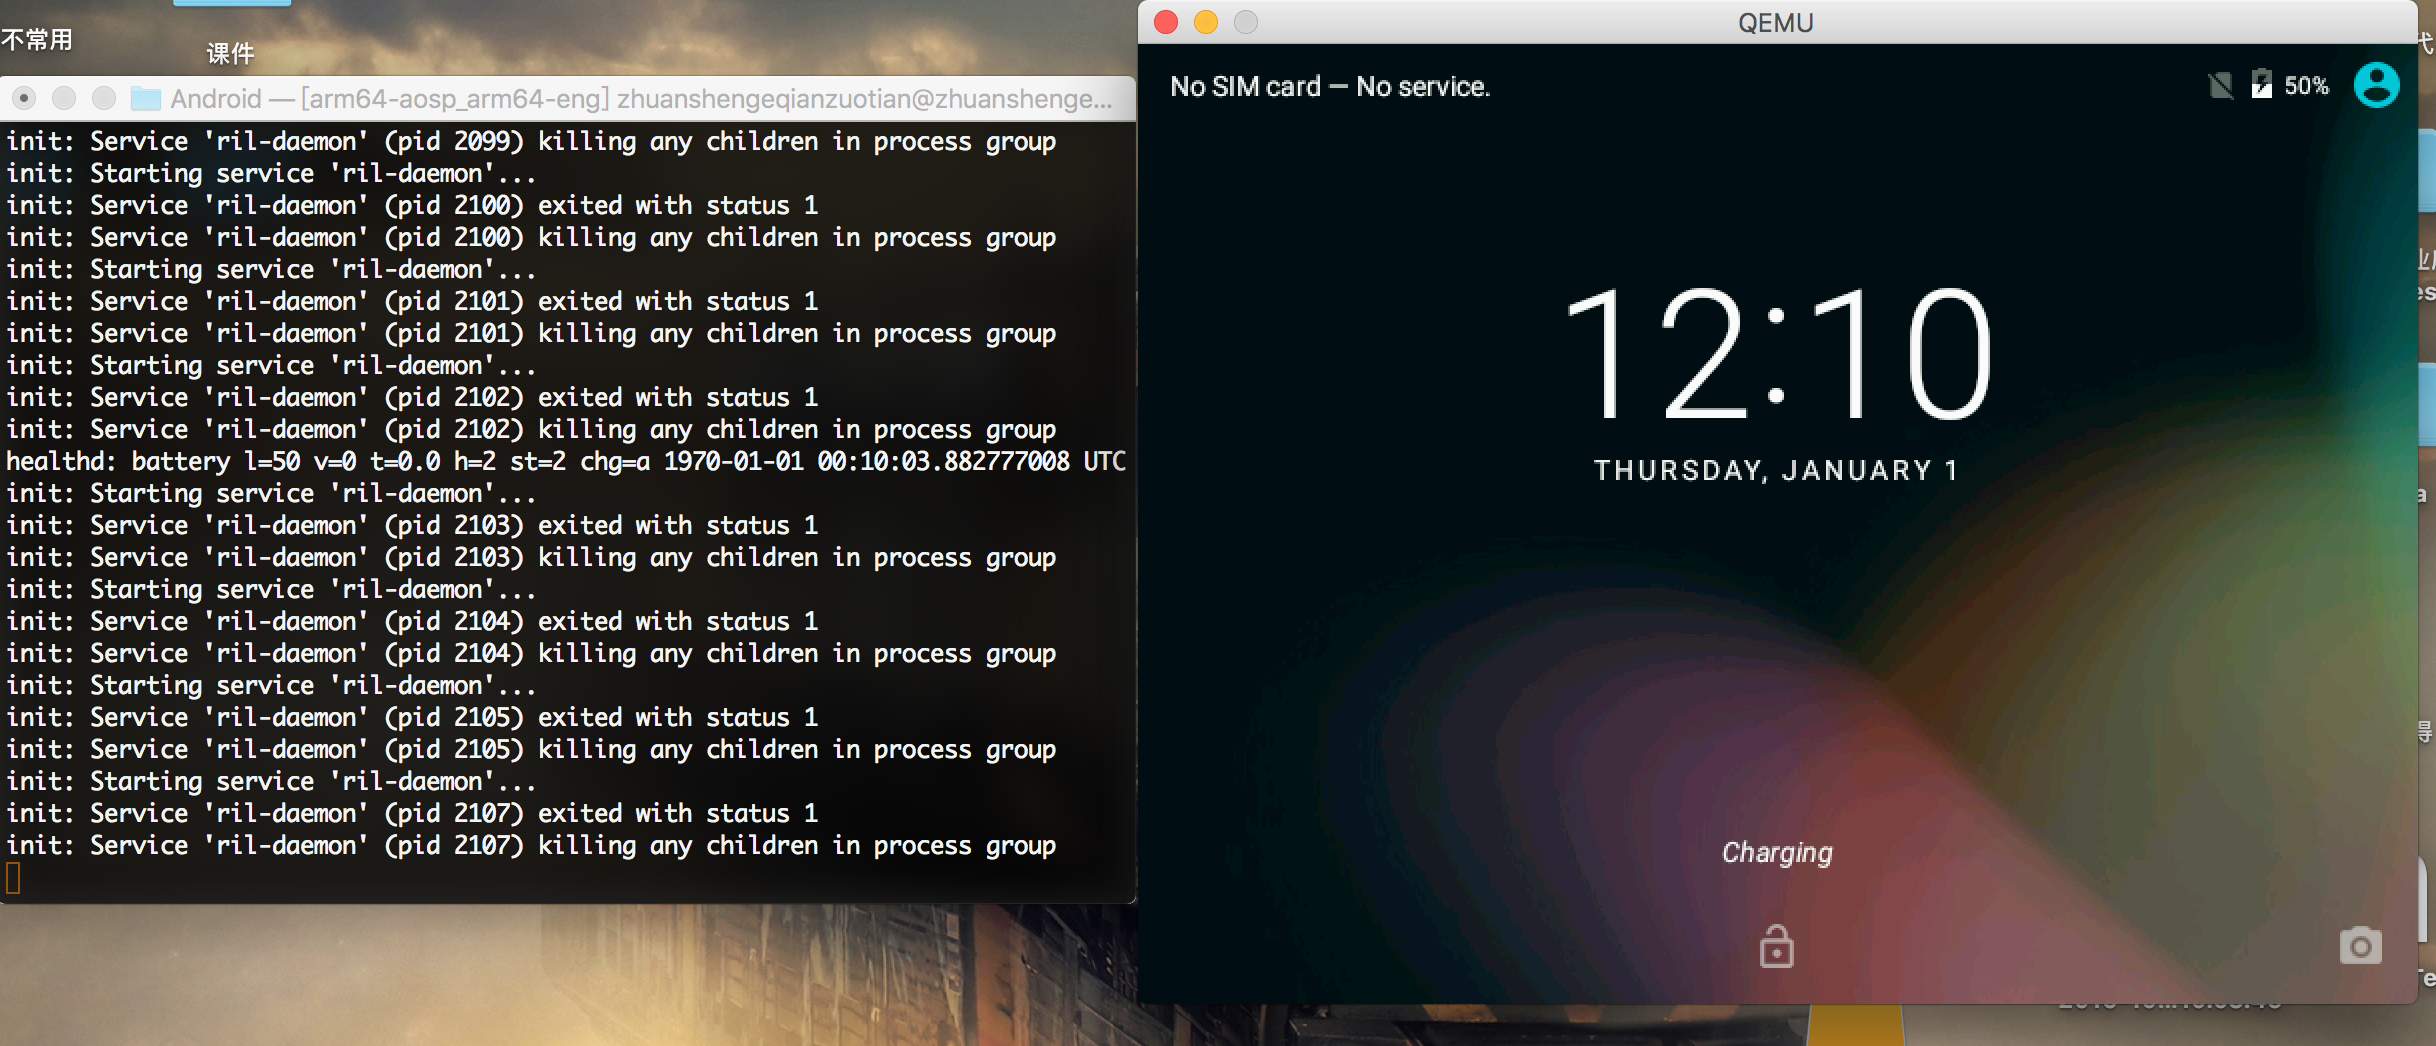 不常用
课件
Android — [arm64-aosp_arm64-eng] zhuanshengeqianzuotian@zhuanshenge...
init: Service 'ril-daemon' (pid 2099) killing any children in process group
init: Starting service 'ril-daemon'...
init: Service 'ril-daemon' (pid 2100) exited with status 1
init: Service 'ril-daemon' (pid 2100) killing any children in process group
init: Starting service 'ril-daemon'...
init: Service 'ril-daemon' (pid 2101) exited with status 1
init: Service 'ril-daemon' (pid 2101) killing any children in process group
init: Starting service 'ril-daemon'...
init: Service 'ril-daemon' (pid 2102) exited with status 1
init: Service 'ril-daemon' (pid 2102) killing any children in process group
healthd: battery l=50 v=0 t=0.0 h=2 st=2 chg=a 1970-01-01 00:10:03.882777008 UTC
init: Starting service 'ril-daemon'...
init: Service 'ril-daemon' (pid 2103) exited with status 1
init: Service 'ril-daemon' (pid 2103) killing any children in process group
init: Starting service 'ril-daemon'...
init: Service 'ril-daemon' (pid 2104) exited with status 1
init: Service 'ril-daemon' (pid 2104) killing any children in process group
init: Starting service 'ril-daemon'...
init: Service 'ril-daemon' (pid 2105) exited with status 1
init: Service 'ril-daemon' (pid 2105) killing any children in process group
init: Starting service 'ril-daemon'...
init: Service 'ril-daemon' (pid 2107) exited with status 1
init: Service 'ril-daemon' (pid 2107) killing any children in process group
QEMU
No SIM card — No service.
50%
12:10
THURSDAY, JANUARY 1
Charging